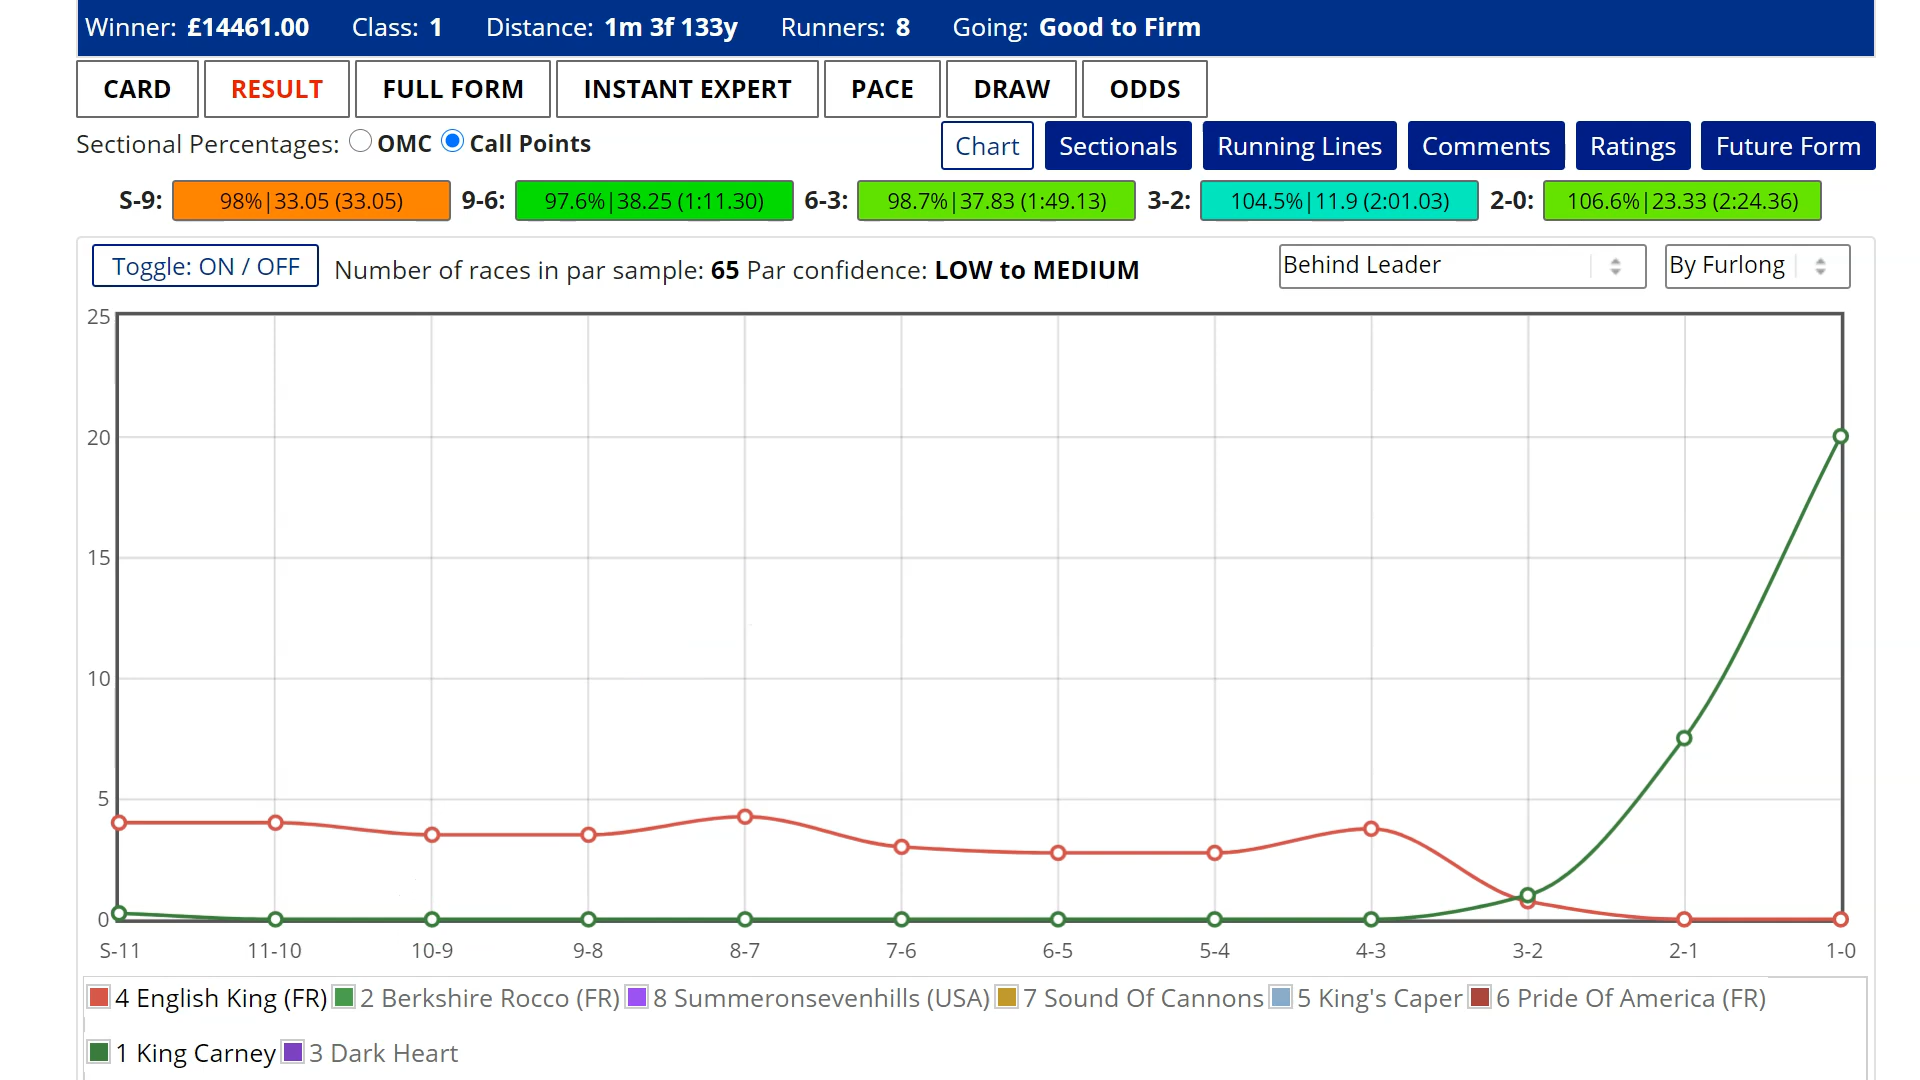 Winner: £14461.00 Class: 1 Distance: 1m 3f 133y Runners: 8 Going: Good to Firm
CARD RESULT FULL FORM INSTANT EXPERT PACE DRAW ODDS
Sectional Percentages: OMC Call Points Chart Sectionals Running Lines Comments Ratings Future Form
S-9: 98%|33.05 (33.05) 9-6: 97.6%|38.25 (1:11.30) 6-3: 98.7%|37.83 (1:49.13) 3-2: 104.5%|11.9 (2:01.03) 2-0: 106.6%|23.33 (2:24.36)
Toggle: ON / OFF Number of races in par sample: 65 Par confidence: LOW to MEDIUM Behind Leader By Furlong
25
20
15
10
5
0
S-11 11-10 10-9 9-8 8-7 7-6 6-5 5-4 4-3 3-2 2-1 1-0
4 English King (FR) 2 Berkshire Rocco (FR) 8 Summeronsevenhills (USA) 7 Sound Of Cannons 5 King's Caper 6 Pride Of America (FR)
1 King Carney 3 Dark Heart